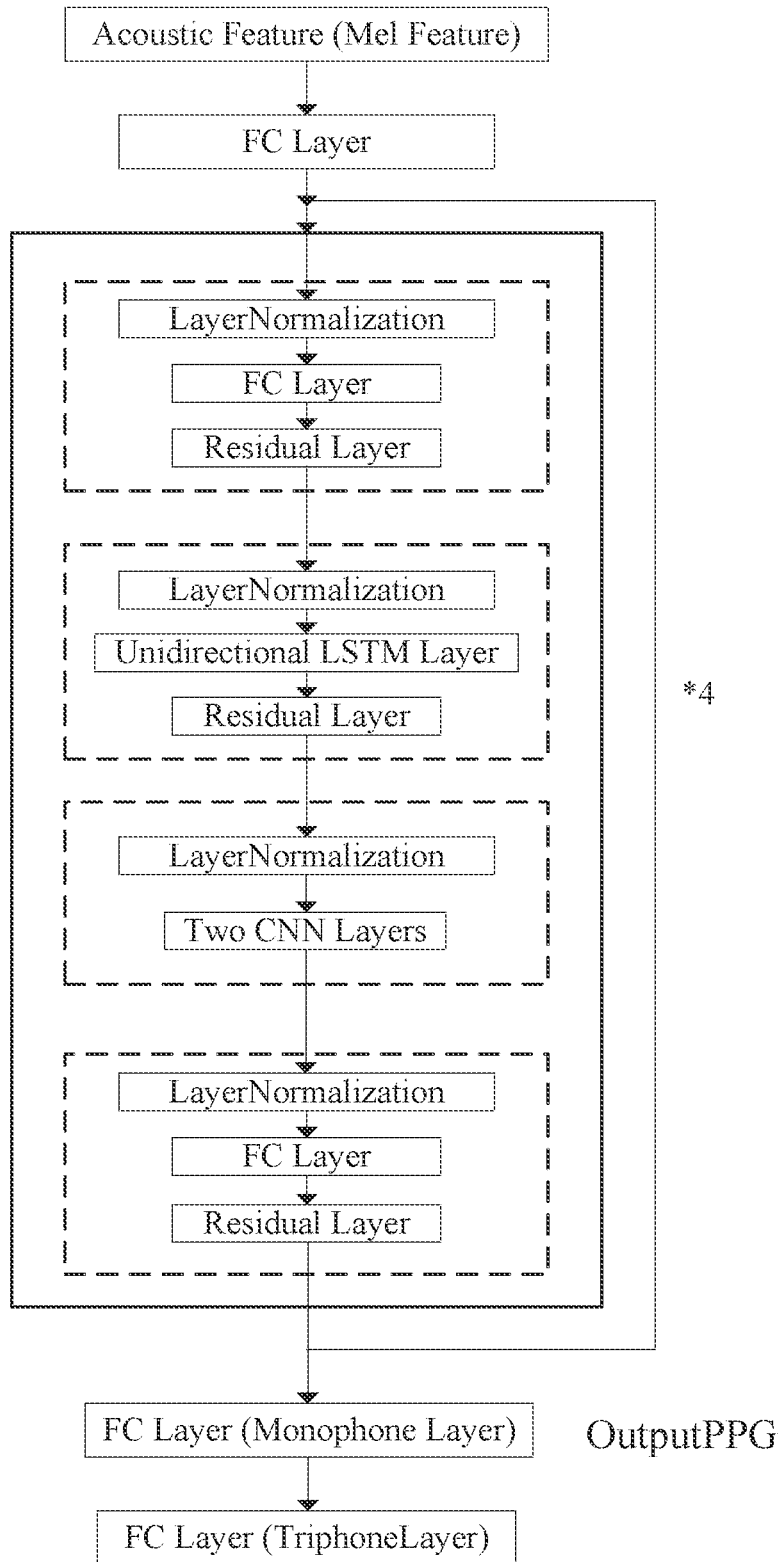 Acoustic Feature (Mel Feature)
FC Layer
LayerNormalization
FC Layer
Residual Layer
LayerNormalization
Unidirectional LSTM Layer
Residual Layer
*4
LayerNormalization
Two CNN Layers
LayerNormalization
FC Layer
Residual Layer
FC Layer (Monophone Layer)
OutputPPG
FC Layer (TriphoneLayer)